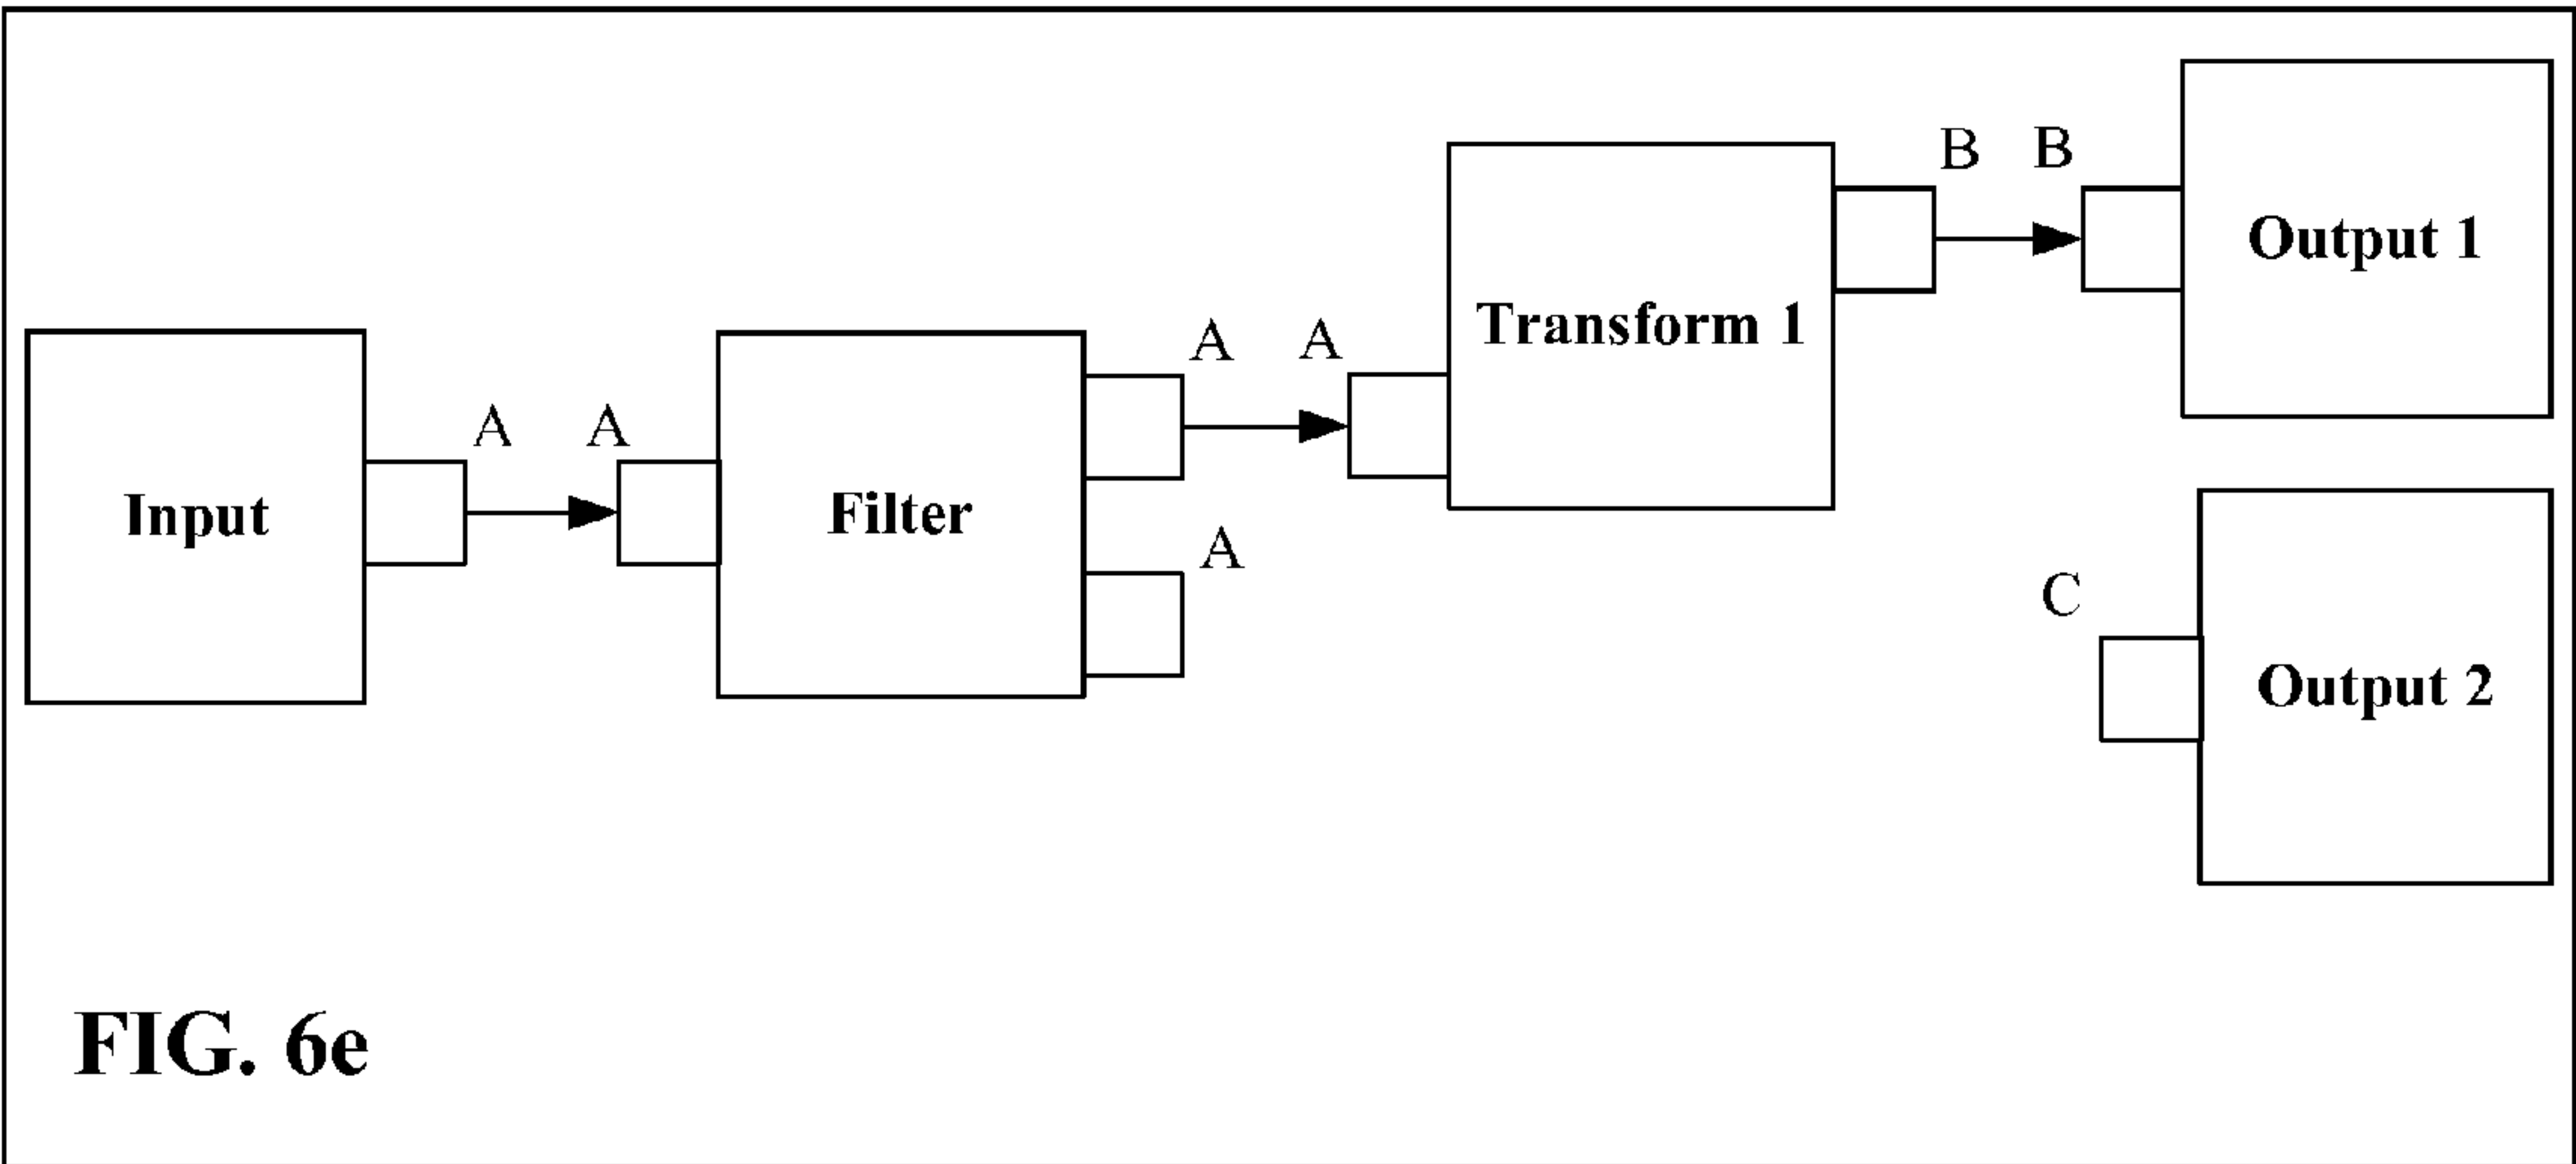 B B
Output 1
Transform 1
A A
A A
Input
Filter
A
C
Output 2
FIG. 6e